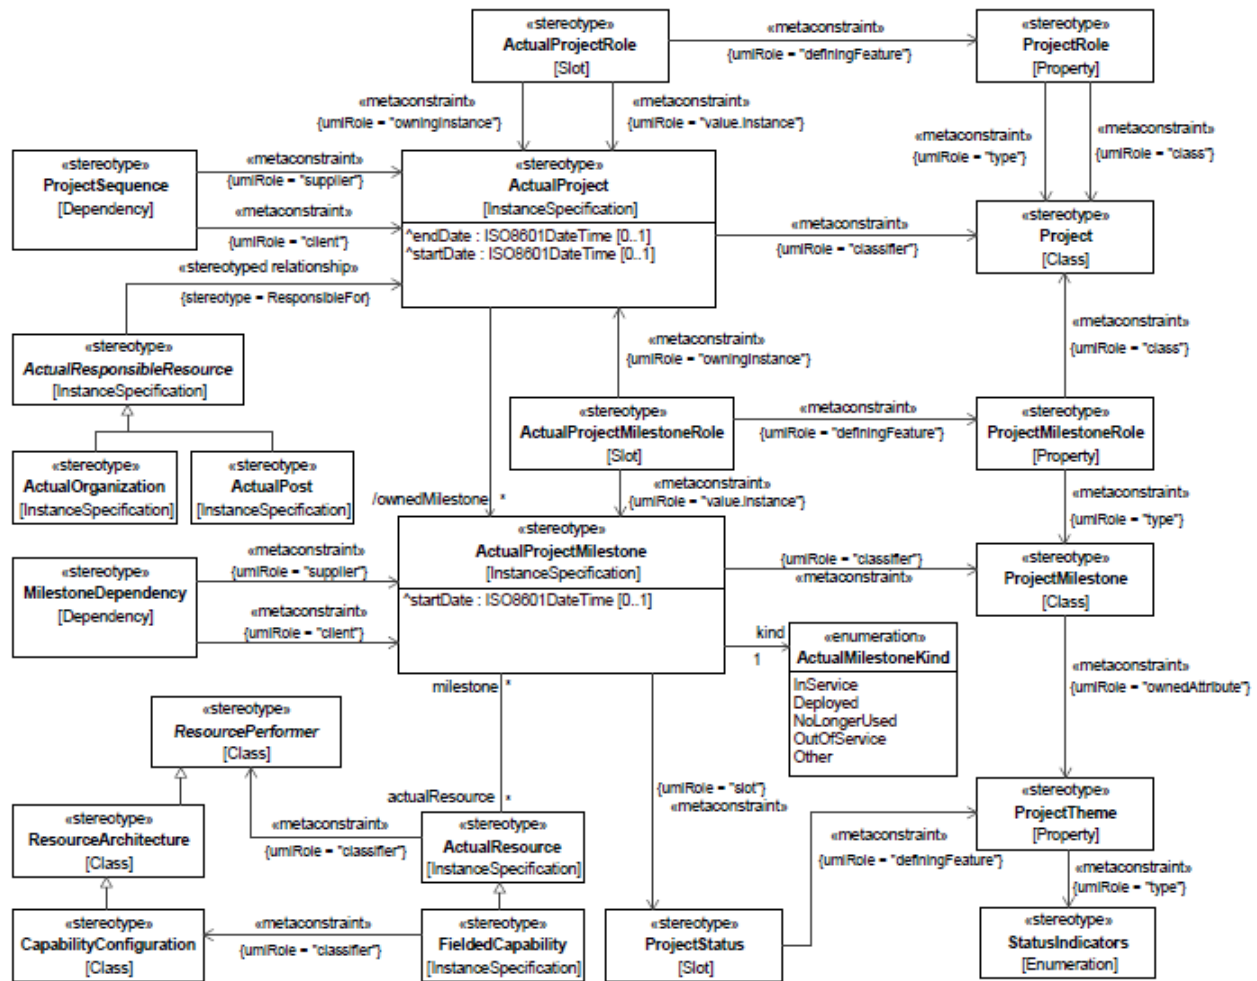 «stereotype»
ActualProjectRole
[Slot]
«metaconstraint»
{umlRole = "definingFeature"}
«stereotype»
ProjectRole
[Property]
«metaconstraint»
{umlRole = "owningInstance"}
«metaconstraint»
{umlRole = "value.instance"}
«metaconstraint»
{umlRole = "type"}
«metaconstraint»
{umlRole = "class"}
«stereotype»
ProjectSequence
[Dependency]
«metaconstraint»
{umlRole = "supplier"}
«metaconstraint»
{umlRole = "client"}
«stereotype»
ActualProject
[InstanceSpecification]
^endDate : ISO8601DateTime [0..1]
^startDate : ISO8601DateTime [0..1]
«metaconstraint»
{umlRole = "classifier"}
«stereotype»
Project
[Class]
«stereotyped relationship»
{stereotype = ResponsibleFor}
«stereotype»
ActualResponsibleResource
[InstanceSpecification]
«metaconstraint»
{umlRole = "owningInstance"}
«metaconstraint»
{umlRole = "class"}
«stereotype»
ActualProjectMilestoneRole
[Slot]
«metaconstraint»
{umlRole = "definingFeature"}
«stereotype»
ProjectMilestoneRole
[Property]
«stereotype»
ActualOrganization
[InstanceSpecification]
«stereotype»
ActualPost
[InstanceSpecification]
/ownedMilestone
*
«metaconstraint»
{umlRole = "value.instance"}
«metaconstraint»
{umlRole = "type"}
«stereotype»
MilestoneDependency
[Dependency]
«metaconstraint»
{umlRole = "supplier"}
«metaconstraint»
{umlRole = "client"}
«stereotype»
ActualProjectMilestone
[InstanceSpecification]
^startDate : ISO8601DateTime [0..1]
{umlRole = "classifier"}
«metaconstraint»
«stereotype»
ProjectMilestone
[Class]
kind
1
«enumeration»
ActualMilestoneKind
InService
Deployed
NoLongerUsed
OutOfService
Other
«metaconstraint»
{umlRole = "ownedAttribute"}
milestone
*
«stereotype»
ResourcePerformer
[Class]
actualResource
*
{umlRole = "slot"}
«metaconstraint»
«stereotype»
ResourceArchitecture
[Class]
«metaconstraint»
{umlRole = "classifier"}
«stereotype»
ActualResource
[InstanceSpecification]
«metaconstraint»
{umlRole = "definingFeature"}
«stereotype»
ProjectTheme
[Property]
«metaconstraint»
{umlRole = "type"}
«stereotype»
CapabilityConfiguration
[Class]
«metaconstraint»
{umlRole = "classifier"}
«stereotype»
FieldedCapability
[InstanceSpecification]
«stereotype»
ProjectStatus
[Slot]
«stereotype»
StatusIndicators
[Enumeration]